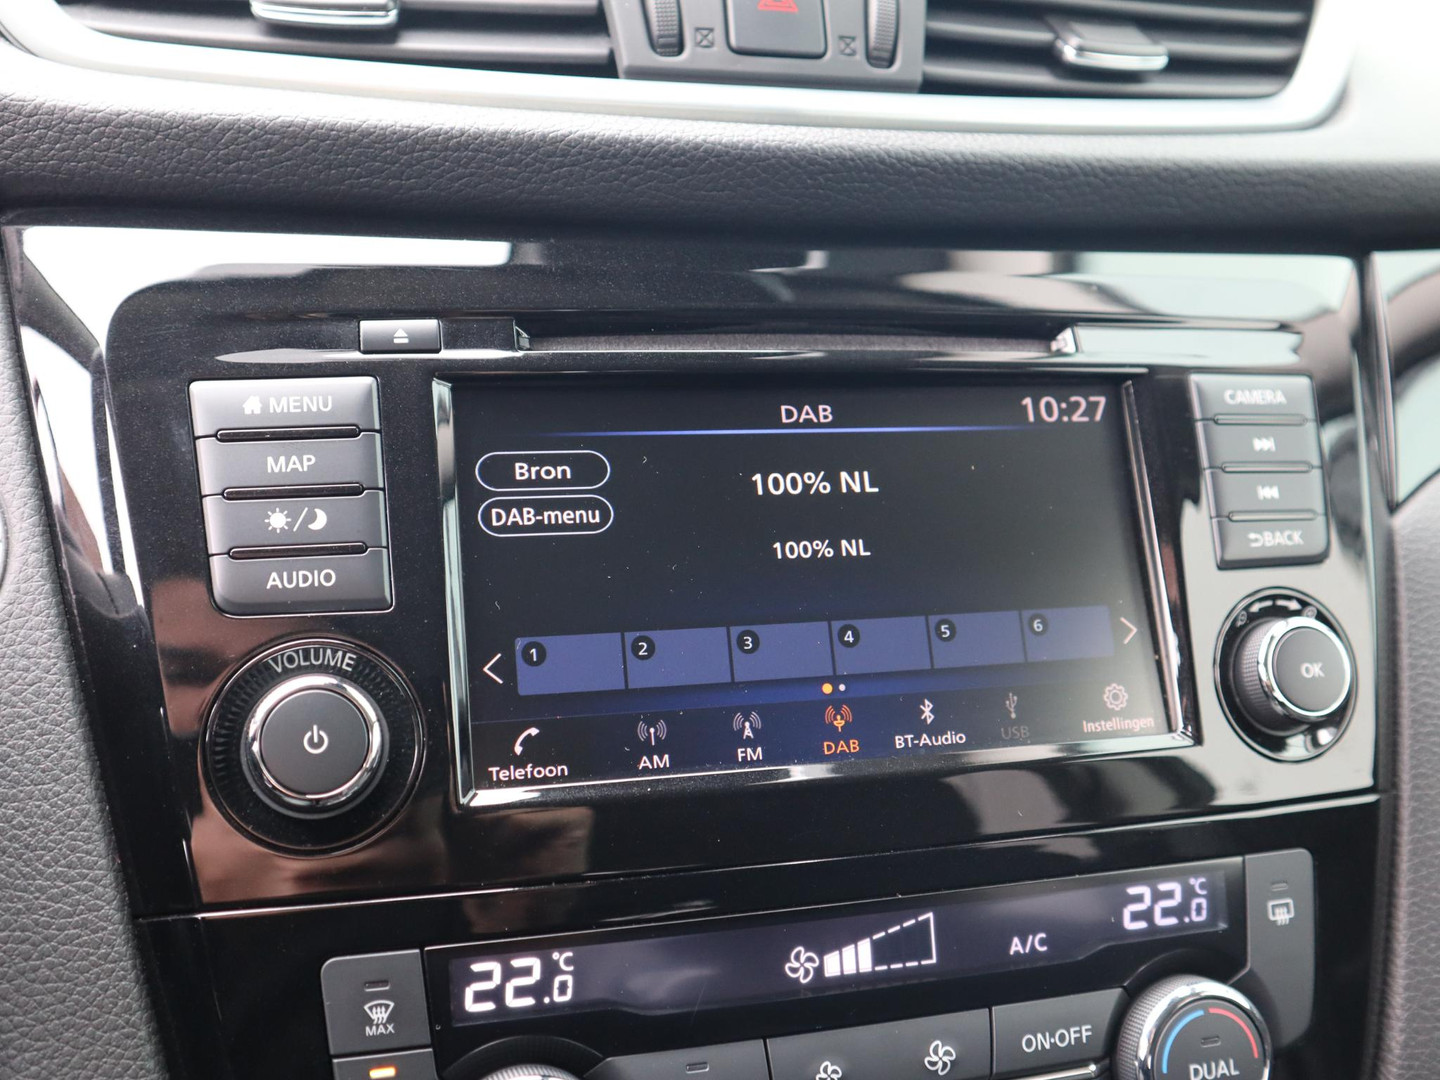 MENU
MAP
AUDIO
VOLUME
DAB
10:27
Bron
DAB-menu
100% NL
100% NL
1
2
3
4
5
6
Telefoon
AM
FM
DAB
BT-Audio
USB
Instellingen
CAMERA
BACK
OK
22.0 °C
A/C
22.0 °C
MAX
ON·OFF
DUAL